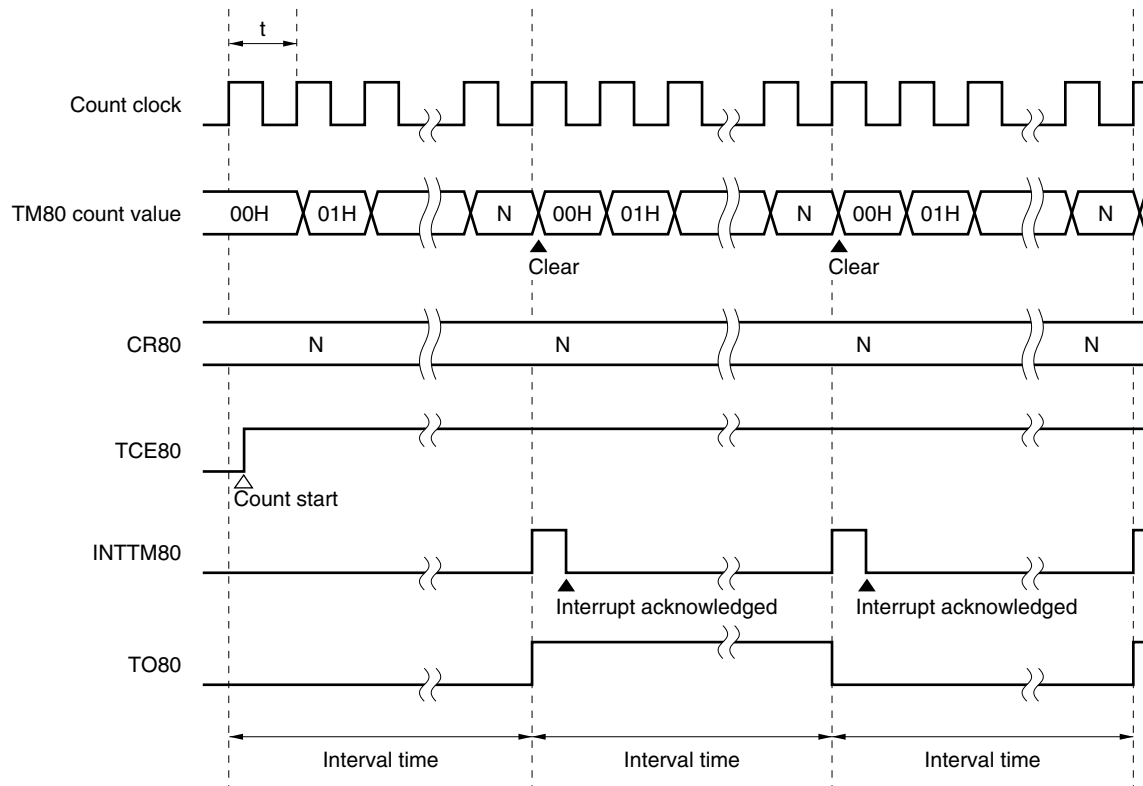 t
Count clock
TM80 count value 00H 01H N 00H 01H N 00H 01H N
Clear Clear
CR80 N N N N
TCE80
Count start
INTTM80
Interrupt acknowledged Interrupt acknowledged
TO80
Interval time Interval time Interval time